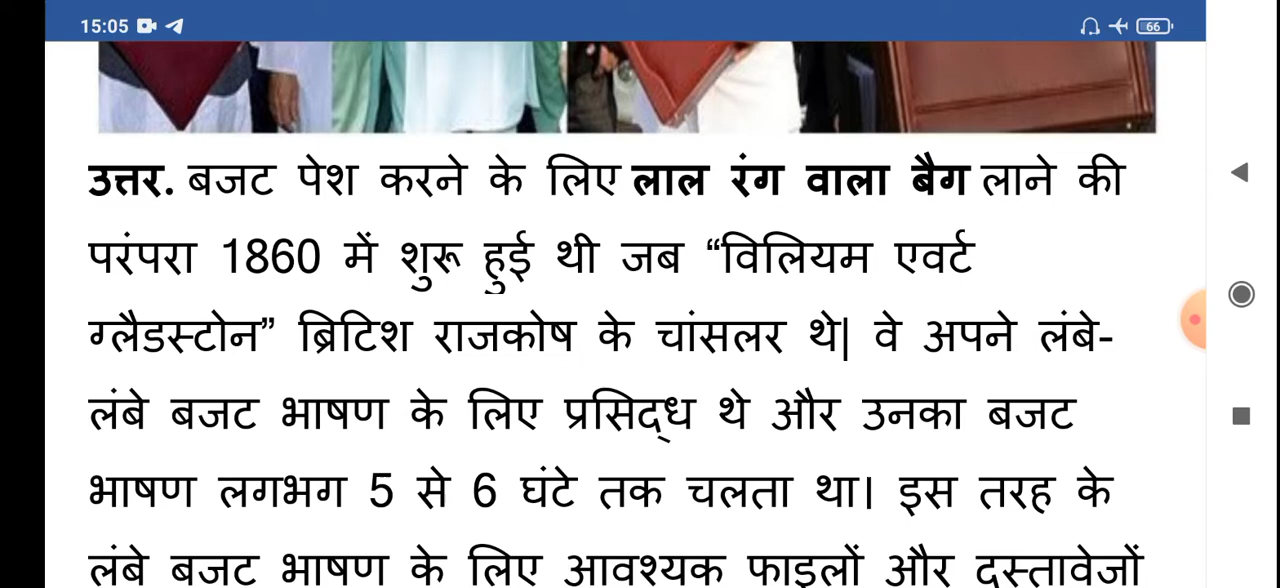 15:05
66
उत्तर. बजट पेश करने के लिए लाल रंग वाला बैग लाने की
परंपरा 1860 में शुरू हुई थी जब “विलियम एवर्ट
ग्लैडस्टोन” ब्रिटिश राजकोष के चांसलर थे| वे अपने लंबे-
लंबे बजट भाषण के लिए प्रसिद्ध थे और उनका बजट
भाषण लगभग 5 से 6 घंटे तक चलता था। इस तरह के
लंबे बजट भाषण के लिए आवश्यक फाइलों और दस्तावेजों